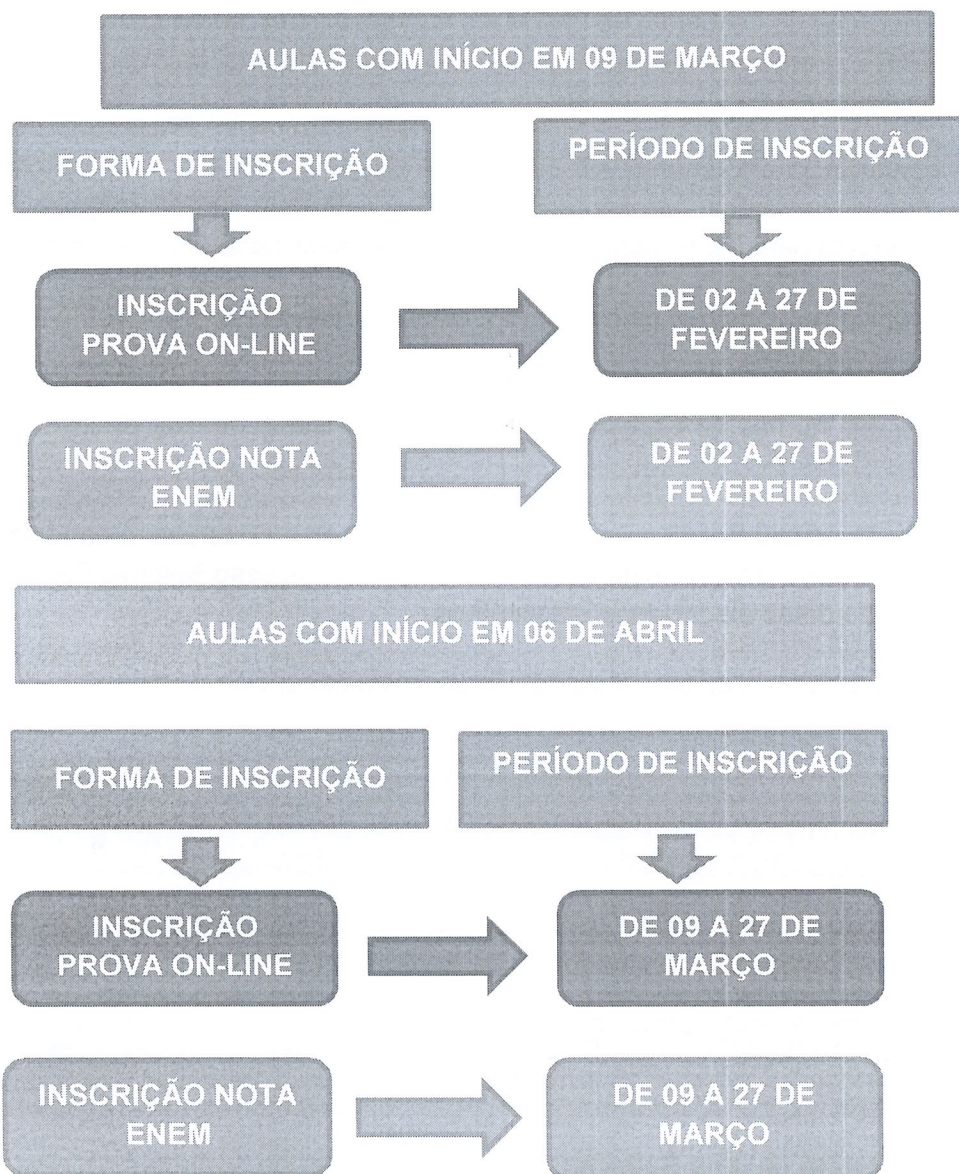 AULAS COM INÍCIO EM 09 DE MARÇO
FORMA DE INSCRIÇÃO
PERÍODO DE INSCRIÇÃO
INSCRIÇÃO
PROVA ON-LINE
DE 02 A 27 DE
FEVEREIRO
INSCRIÇÃO NOTA
ENEM
DE 02 A 27 DE
FEVEREIRO
AULAS COM INÍCIO EM 06 DE ABRIL
FORMA DE INSCRIÇÃO
PERÍODO DE INSCRIÇÃO
INSCRIÇÃO
PROVA ON-LINE
DE 09 A 27 DE
MARÇO
INSCRIÇÃO NOTA
ENEM
DE 09 A 27 DE
MARÇO